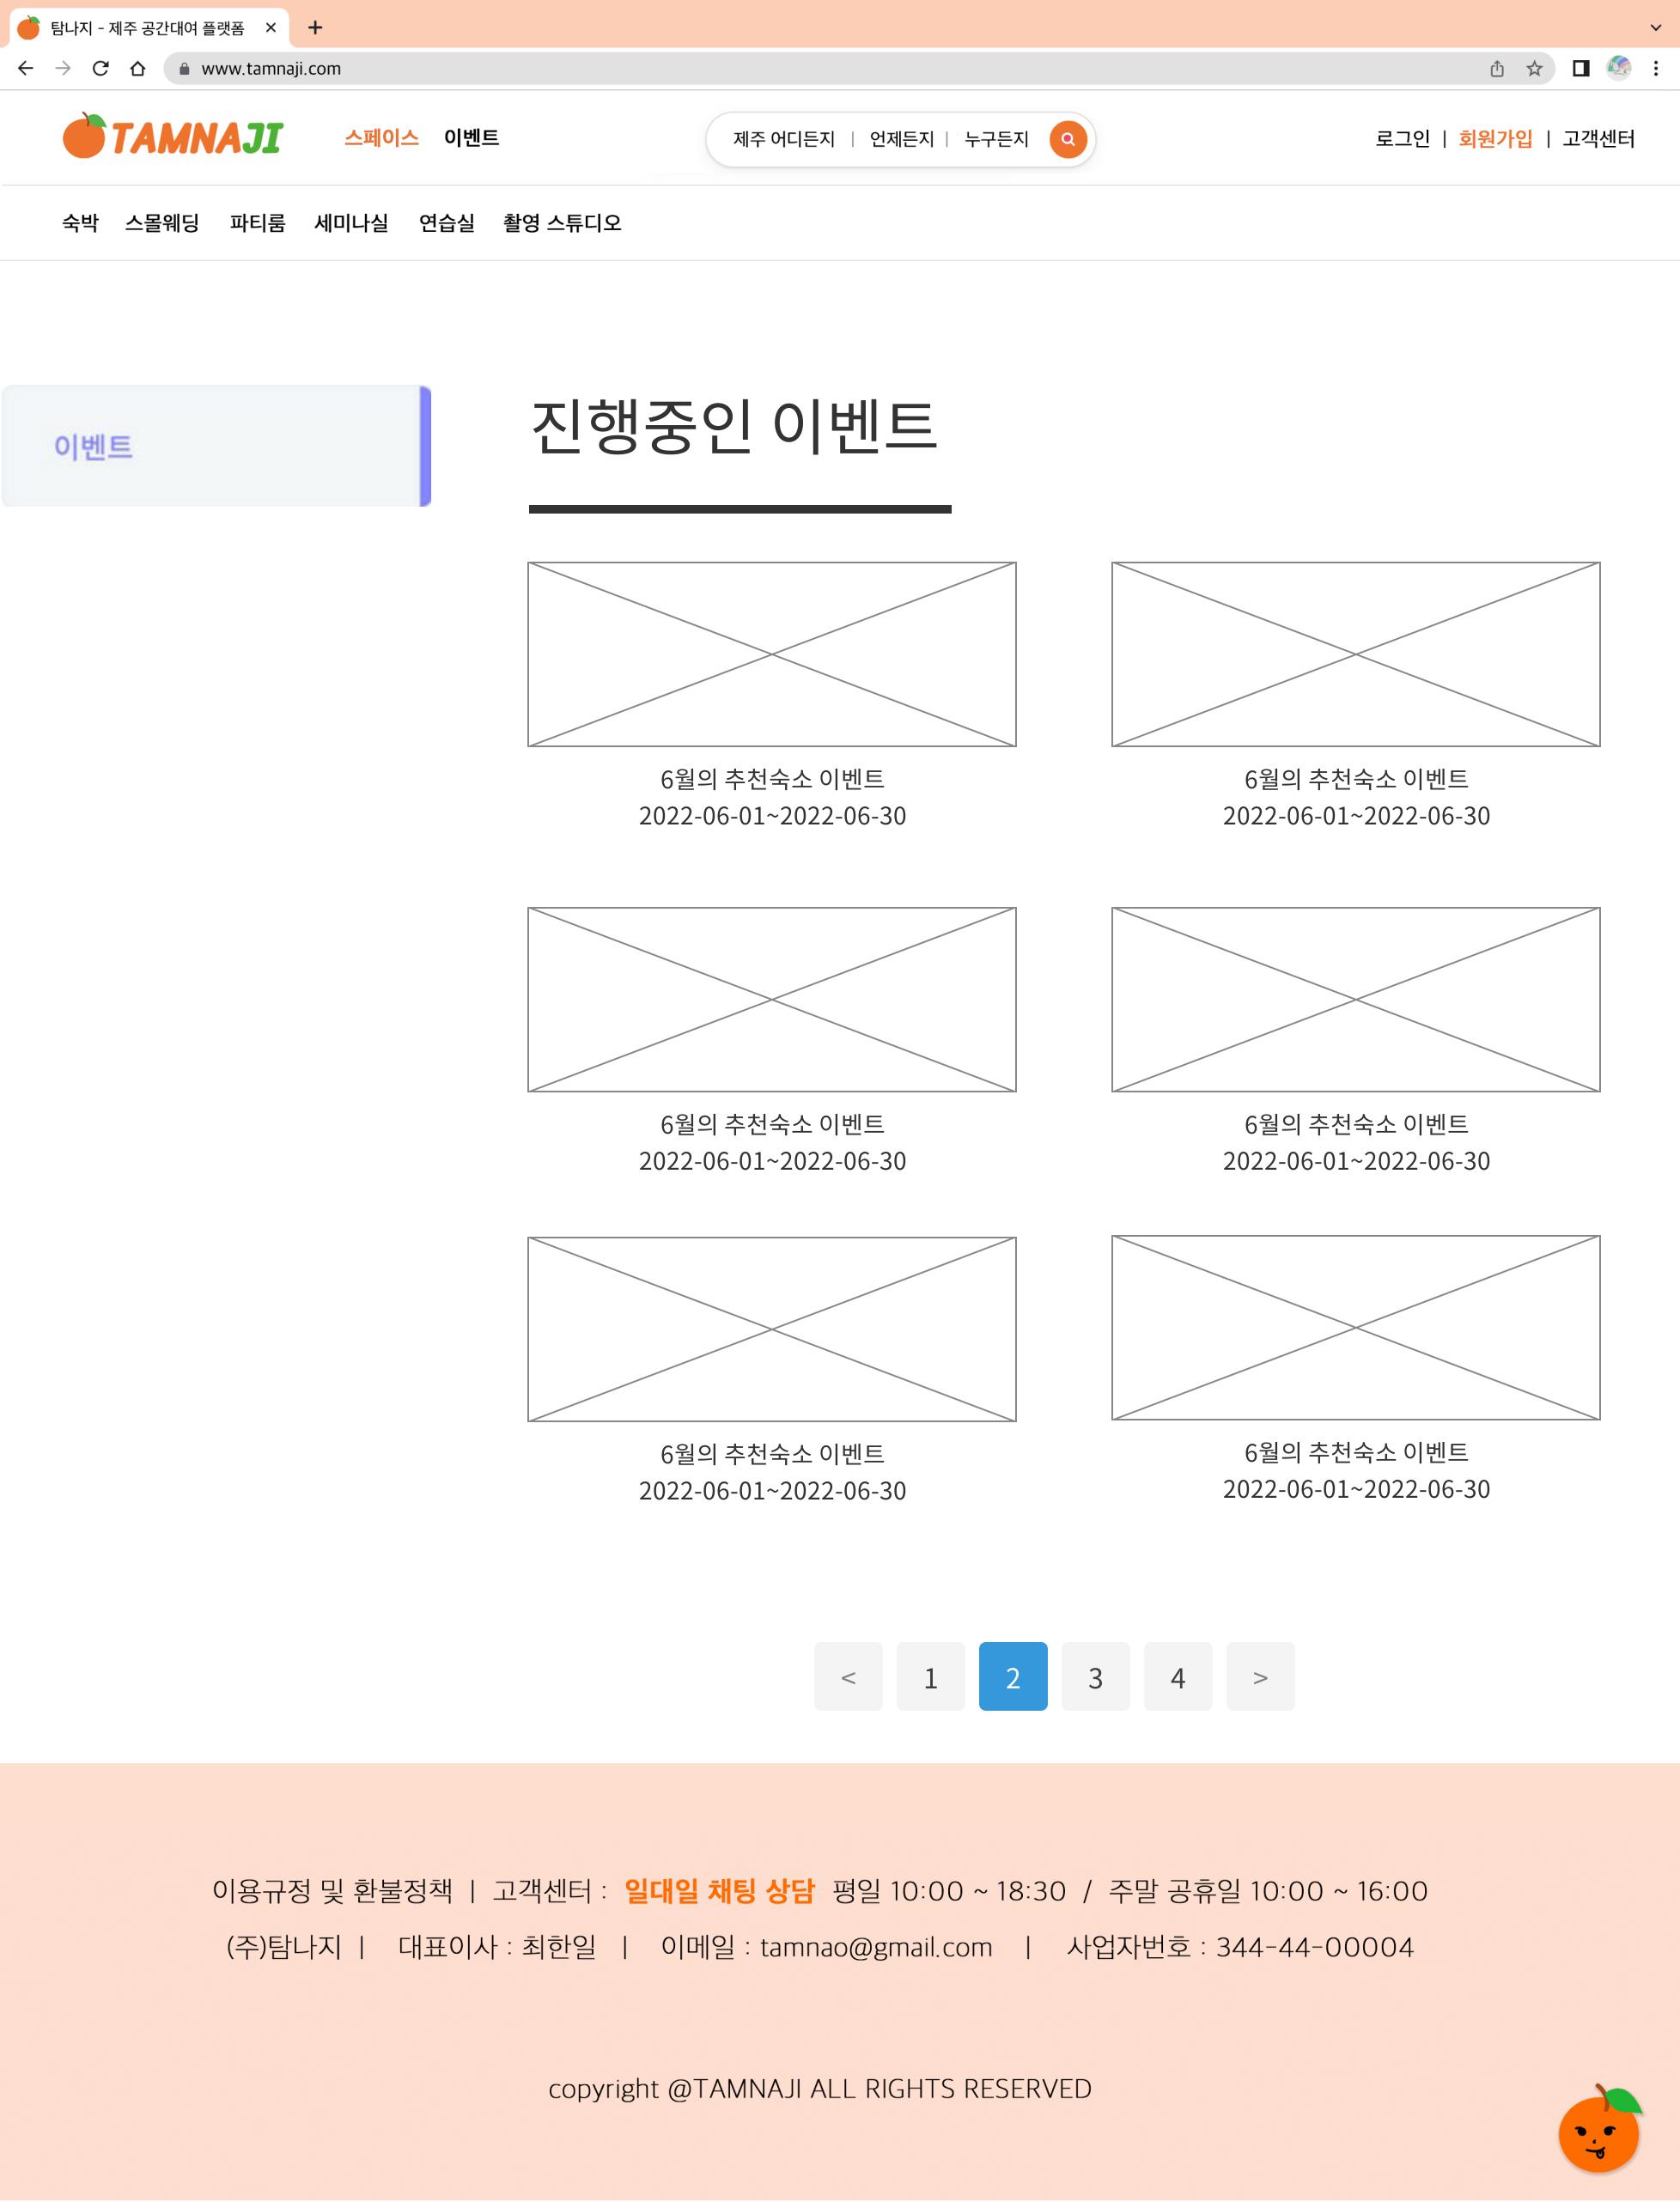 탐나지 - 제주 공간대여 플랫폼
www.tamnaji.com
TAMNAJI 스페이스 이벤트 제주 어디든지 | 언제든지 | 누구든지 로그인 | 회원가입 | 고객센터
숙박 스몰웨딩 파티룸 세미나실 연습실 촬영 스튜디오
이벤트
진행중인 이벤트
6월의 추천숙소 이벤트
2022-06-01~2022-06-30
6월의 추천숙소 이벤트
2022-06-01~2022-06-30
6월의 추천숙소 이벤트
2022-06-01~2022-06-30
6월의 추천숙소 이벤트
2022-06-01~2022-06-30
6월의 추천숙소 이벤트
2022-06-01~2022-06-30
6월의 추천숙소 이벤트
2022-06-01~2022-06-30
< 1 2 3 4 >
이용규정 및 환불정책 | 고객센터 : 일대일 채팅 상담 평일 10:00 ~ 18:30 / 주말 공휴일 10:00 ~ 16:00
(주)탐나지 | 대표이사 : 최한일 | 이메일 : tamnao@gmail.com | 사업자번호 : 344-44-00004
copyright @TAMNAJI ALL RIGHTS RESERVED